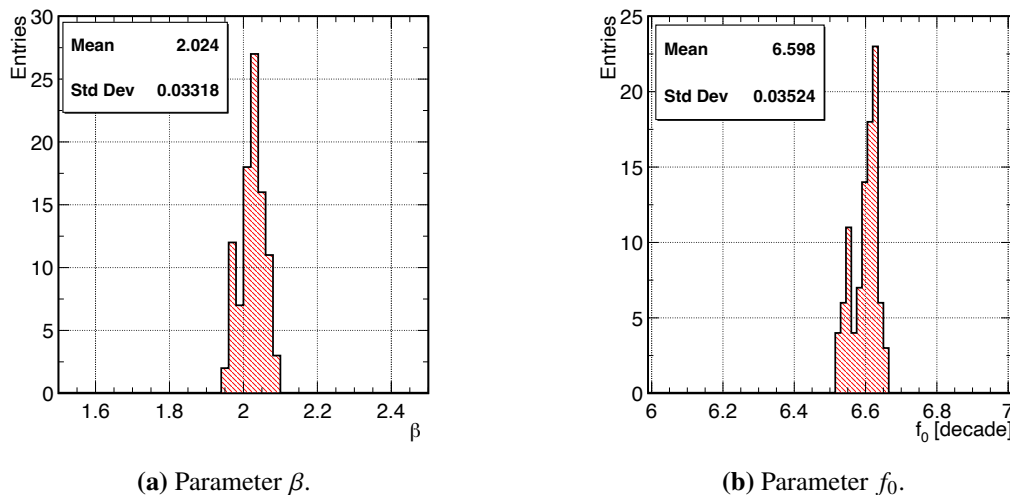 Entries
30
25
20
15
10
5
0
Mean 2.024
Std Dev 0.03318
1.6 1.8 2 2.2 2.4
β
(a) Parameter β.
Entries
25
20
15
10
5
0
Mean 6.598
Std Dev 0.03524
6 6.2 6.4 6.6 6.8 7
f₀ [decade]
(b) Parameter f₀.